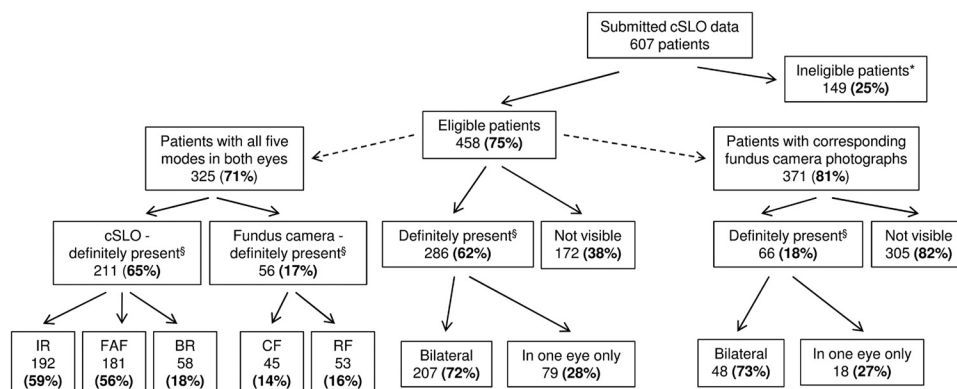 Submitted cSLO data
607 patients
Ineligible patients*
149 (25%)
Eligible patients
458 (75%)
Patients with all five
modes in both eyes
325 (71%)
Patients with corresponding
fundus camera photographs
371 (81%)
cSLO -
definitely present§
211 (65%)
Fundus camera -
definitely present§
56 (17%)
Definitely present§
286 (62%)
Not visible
172 (38%)
Definitely present§
66 (18%)
Not visible
305 (82%)
IR
192
(59%)
FAF
181
(56%)
BR
58
(18%)
CF
45
(14%)
RF
53
(16%)
Bilateral
207 (72%)
In one eye only
79 (28%)
Bilateral
48 (73%)
In one eye only
18 (27%)